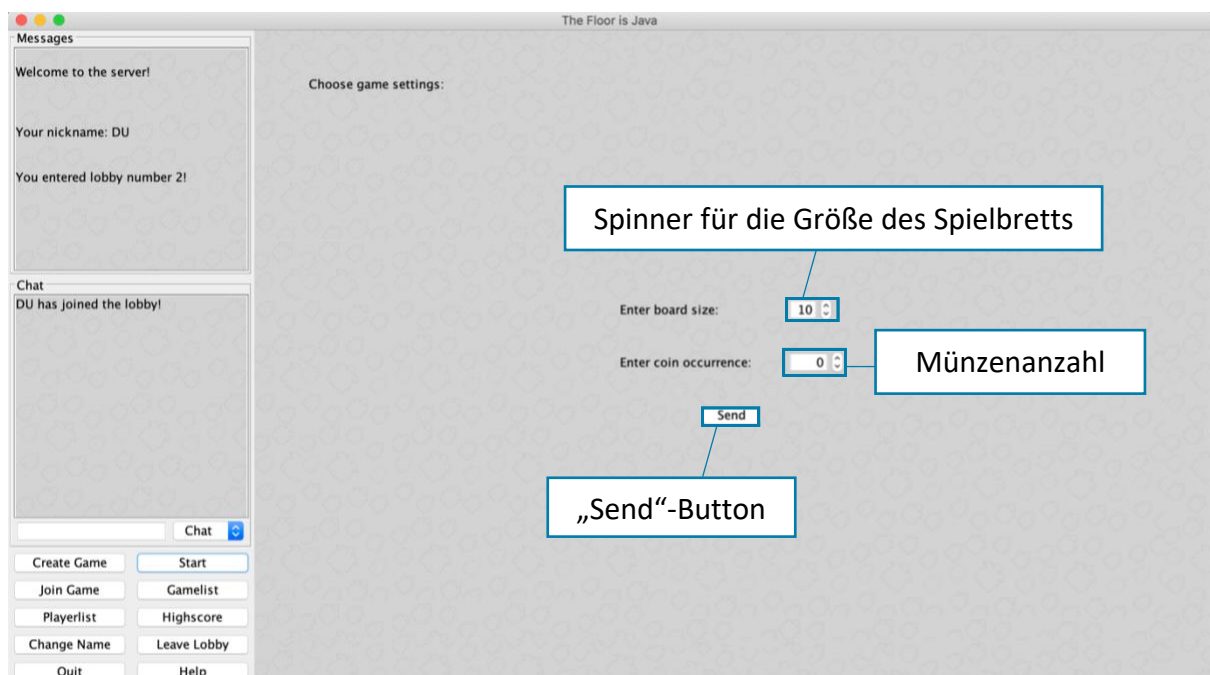 The Floor is Java
Messages
Welcome to the server!
Your nickname: DU
You entered lobby number 2!
Chat
DU has joined the lobby!
Chat
Create Game
Start
Join Game
Gamelist
Playerlist
Highscore
Change Name
Leave Lobby
Quit
Help
Choose game settings:
Spinner für die Größe des Spielbretts
Enter board size: 10
Enter coin occurrence: 0
Münzenanzahl
Send
„Send“-Button